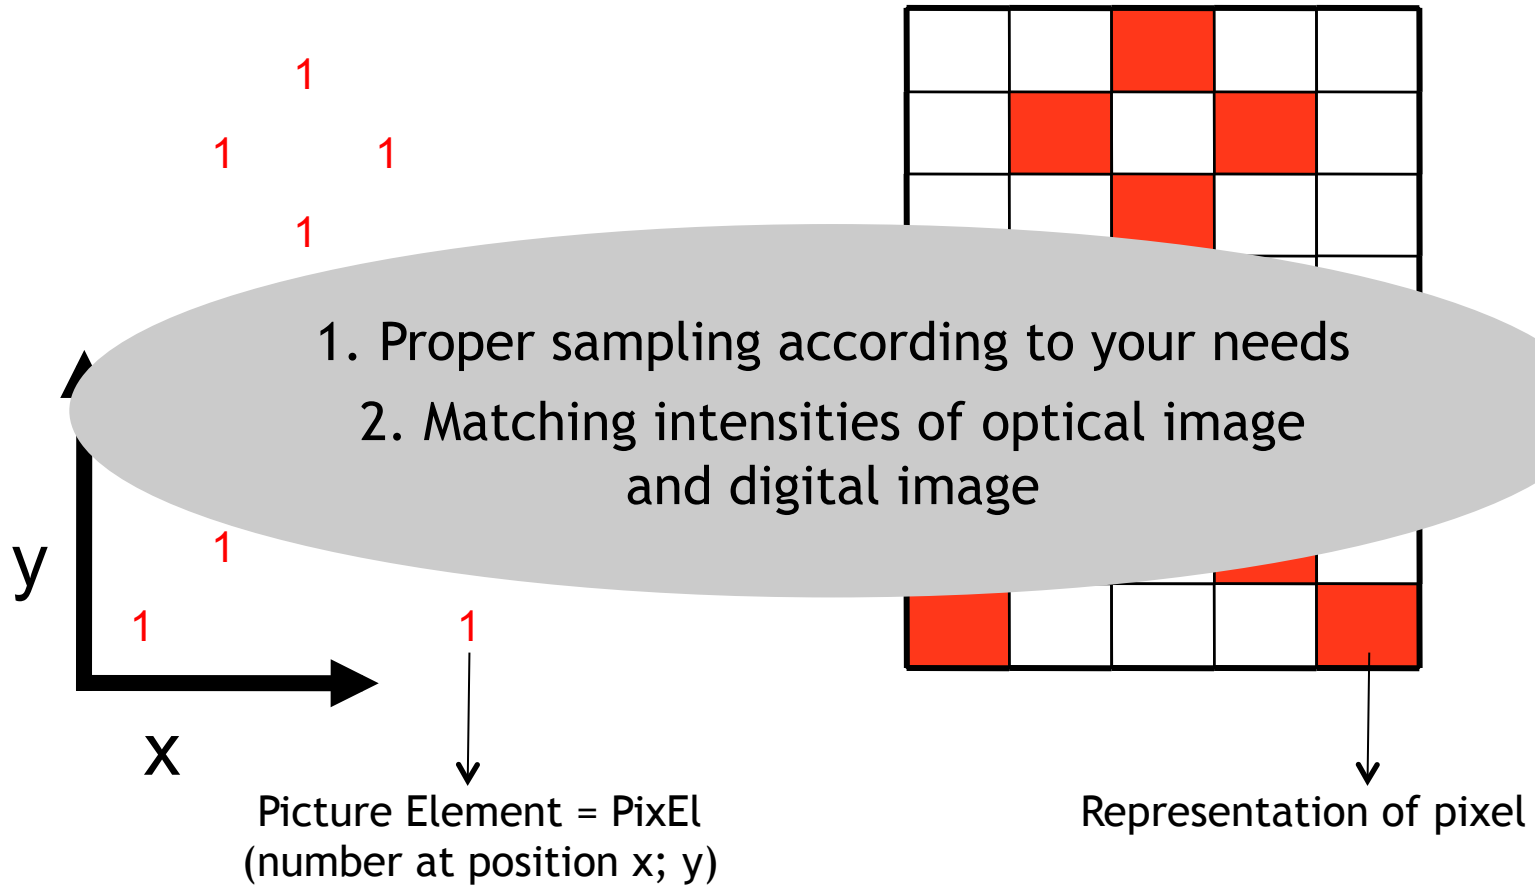 1
1 1
1
1. Proper sampling according to your needs
2. Matching intensities of optical image
and digital image
1
y
1 1
x
Picture Element = PixEl
(number at position x; y)
Representation of pixel